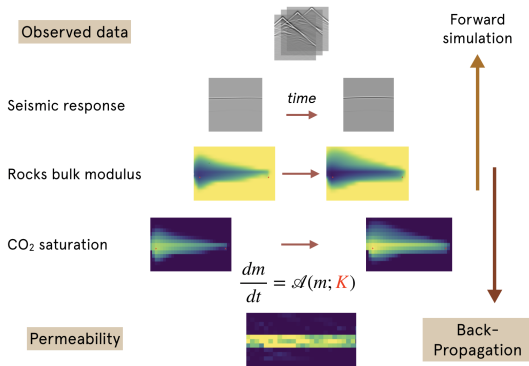 Observed data
Forward
simulation
Seismic response
time
Rocks bulk modulus
CO₂ saturation
dm/dt = 𝒜(m; K)
Permeability
Back-
Propagation